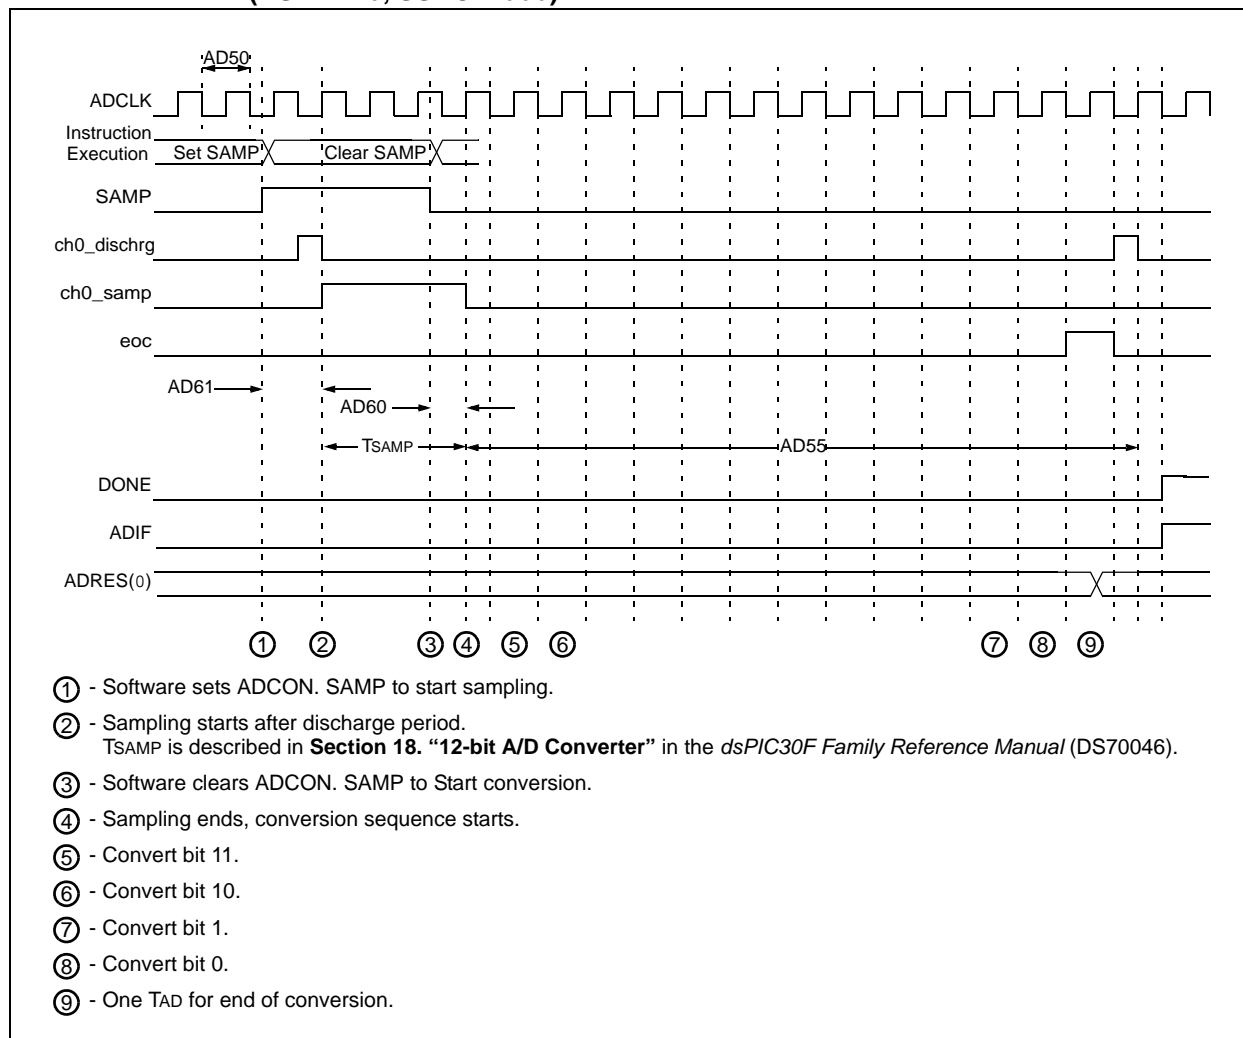 AD50
ADCLK
Instruction
Execution
Set SAMP
Clear SAMP
SAMP
ch0_dischrg
ch0_samp
eoc
AD61
AD60
TSAMP
AD55
DONE
ADIF
ADRES(0)
1 2 3 4 5 6 7 8 9
1 - Software sets ADCON. SAMP to start sampling.
2 - Sampling starts after discharge period.
TSAMP is described in Section 18. “12-bit A/D Converter” in the dsPIC30F Family Reference Manual (DS70046).
3 - Software clears ADCON. SAMP to Start conversion.
4 - Sampling ends, conversion sequence starts.
5 - Convert bit 11.
6 - Convert bit 10.
7 - Convert bit 1.
8 - Convert bit 0.
9 - One TAD for end of conversion.